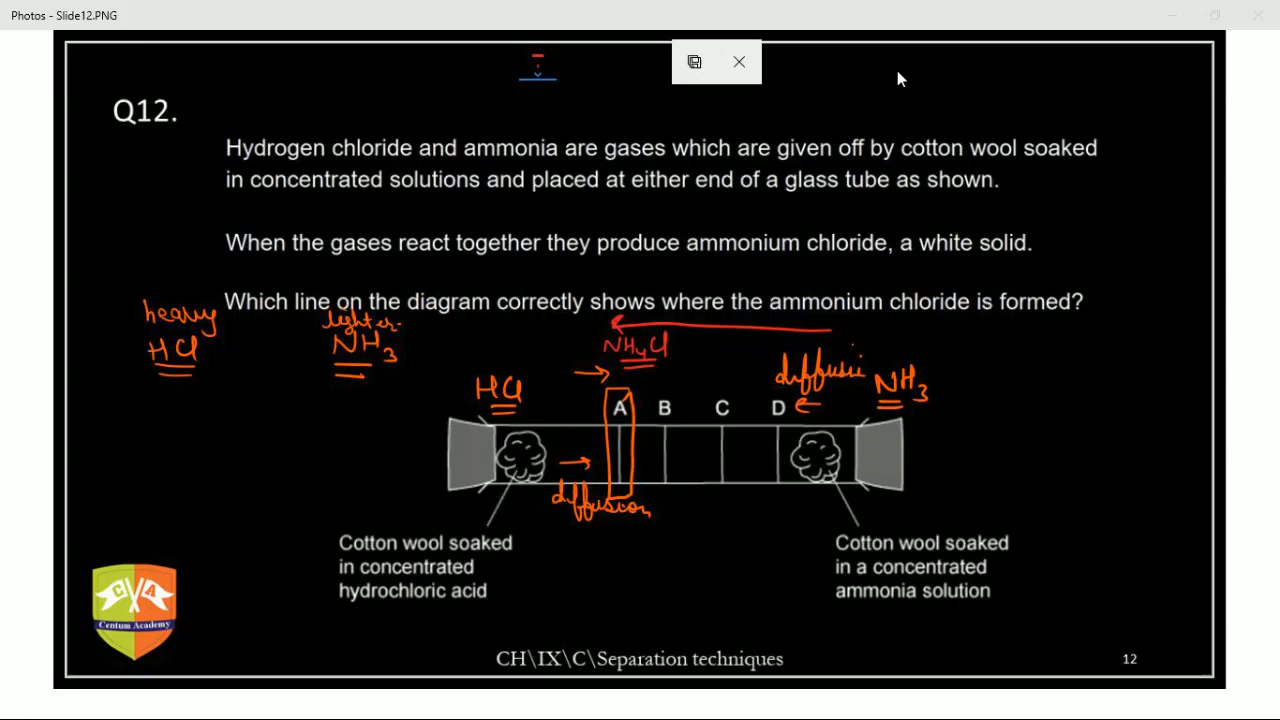 Photos - Slide12.PNG
Q12.
Hydrogen chloride and ammonia are gases which are given off by cotton wool soaked
in concentrated solutions and placed at either end of a glass tube as shown.
When the gases react together they produce ammonium chloride, a white solid.
Which line on the diagram correctly shows where the ammonium chloride is formed?
heavy
HCl
lighter.
NH3
NH4Cl
HCl
diffusi
NH3
A B C D
diffusion
Cotton wool soaked
in concentrated
hydrochloric acid
Cotton wool soaked
in a concentrated
ammonia solution
C A
Centum Academy
CH\IX\C\Separation techniques
12